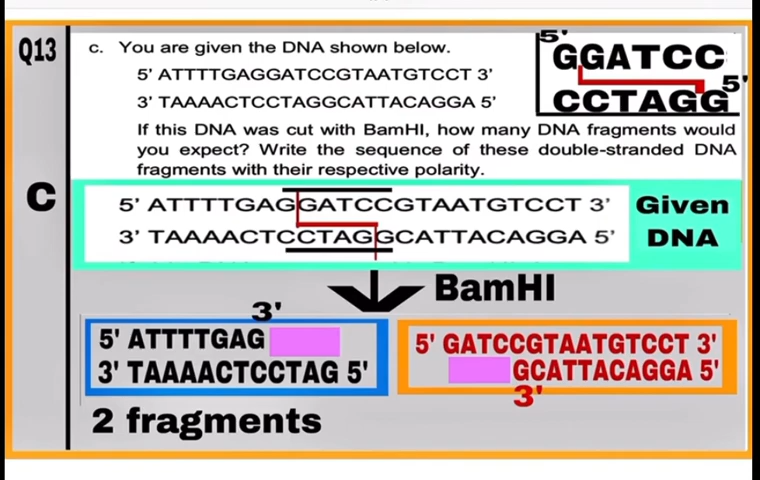 Q13
c. You are given the DNA shown below.
5' ATTTTGAGGATCCGTAATGTCCT 3'
3' TAAAACTCCTAGGCATTACAGGA 5'
If this DNA was cut with BamHI, how many DNA fragments would
you expect? Write the sequence of these double-stranded DNA
fragments with their respective polarity.
5'
GGATCC
5'
CCTAGG
C
5' ATTTTGAGGATCCGTAATGTCCT 3'
3' TAAAACTCCTAGGCATTACAGGA 5'
Given
DNA
BamHI
3'
5' ATTTTGAG
3' TAAAACTCCTAG 5'
5' GATCCGTAATGTCCT 3'
GCATTACAGGA 5'
3'
2 fragments